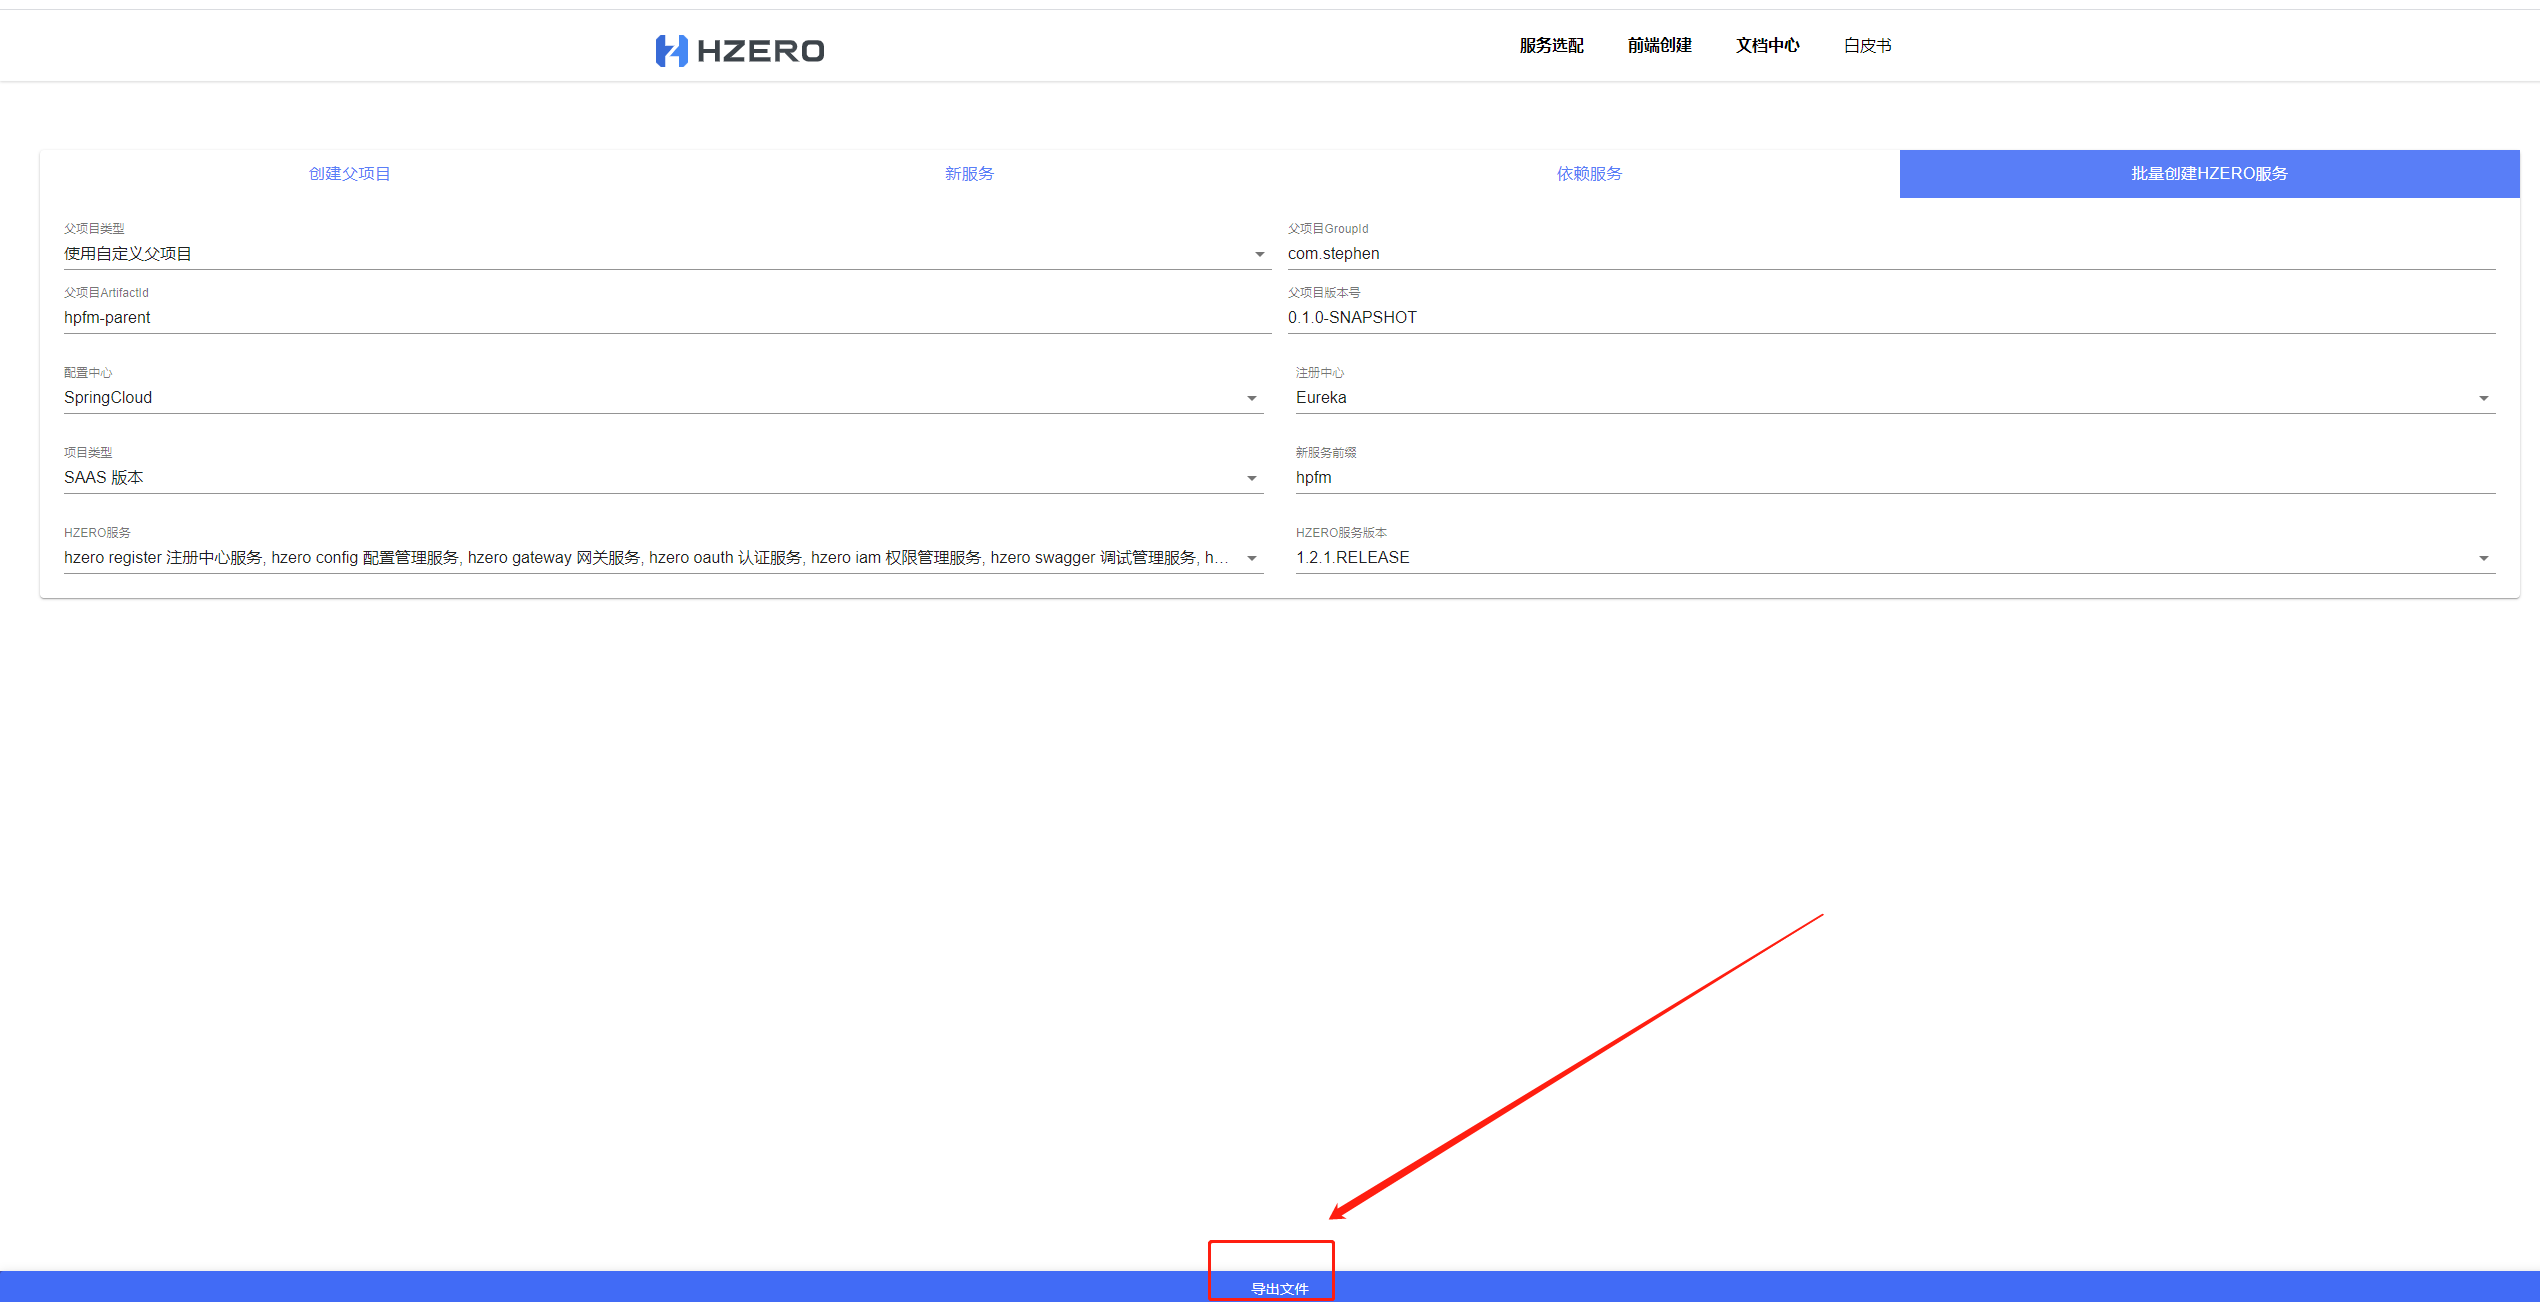 HZERO
服务选配 前端创建 文档中心 白皮书
创建父项目 新服务 依赖服务 批量创建HZERO服务
父项目类型 父项目GroupId
使用自定义父项目 com.stephen
父项目ArtifactId 父项目版本号
hpfm-parent 0.1.0-SNAPSHOT
配置中心 注册中心
SpringCloud Eureka
项目类型 新服务前缀
SAAS 版本 hpfm
HZERO服务 HZERO服务版本
hzero register 注册中心服务, hzero config 配置管理服务, hzero gateway 网关服务, hzero oauth 认证服务, hzero iam 权限管理服务, hzero swagger 调试管理服务, h... 1.2.1.RELEASE
导出文件